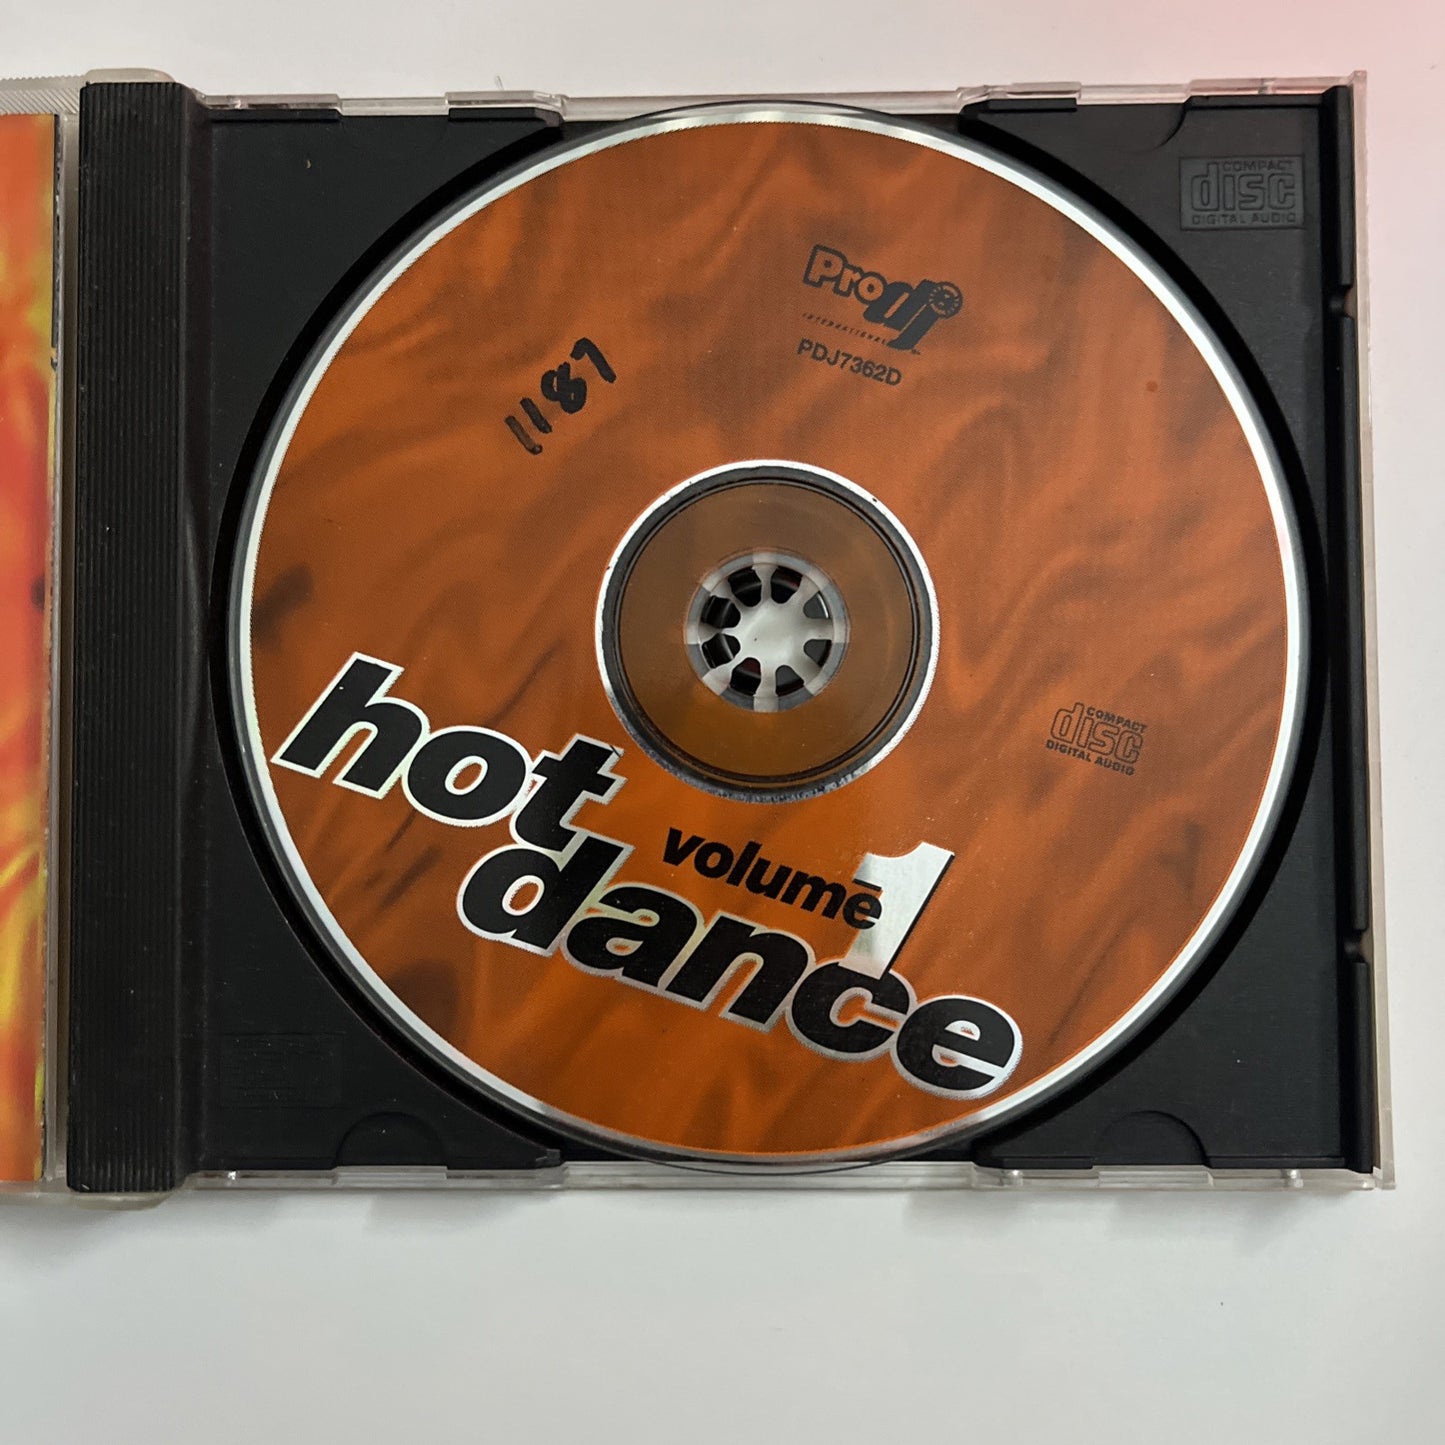 COMPACT
disc
DIGITAL AUDIO
Pro dj
INTERNATIONAL
PDJ7362D
1187
COMPACT
disc
DIGITAL AUDIO
hot
volume 1
dance